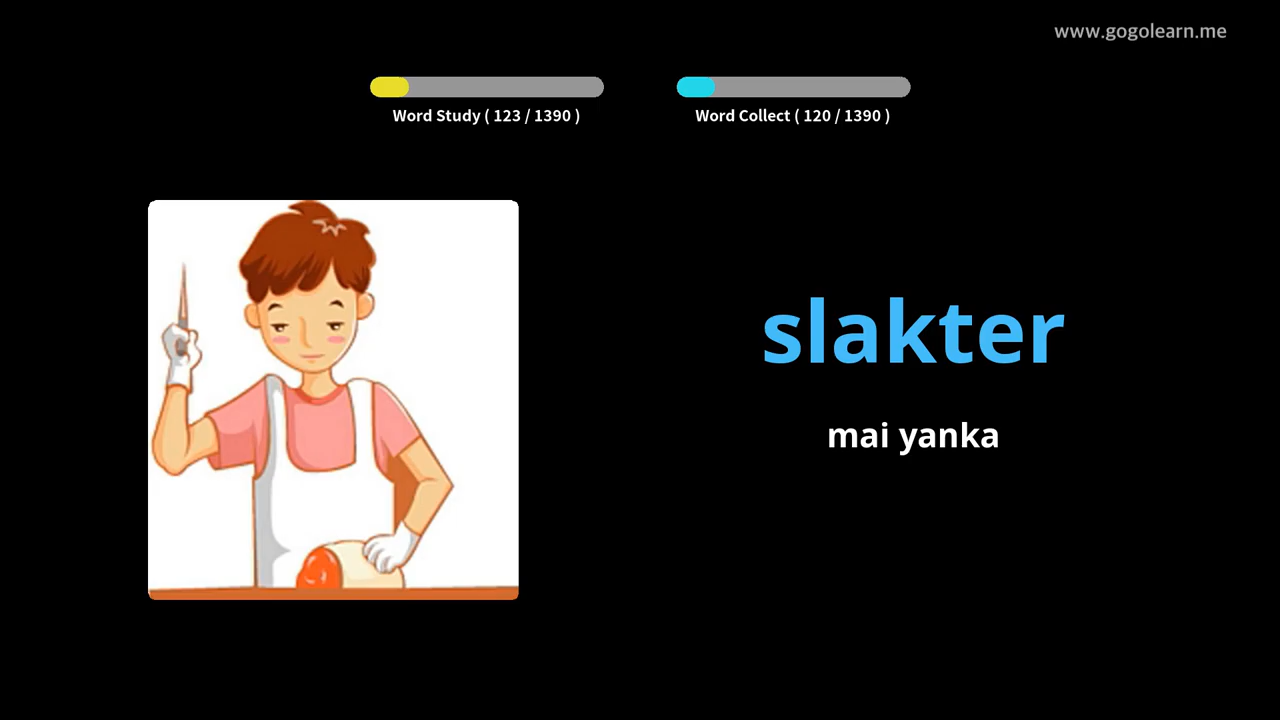 www.gogolearn.me
Word Study ( 123 / 1390 )
Word Collect ( 120 / 1390 )
slakter
mai yanka